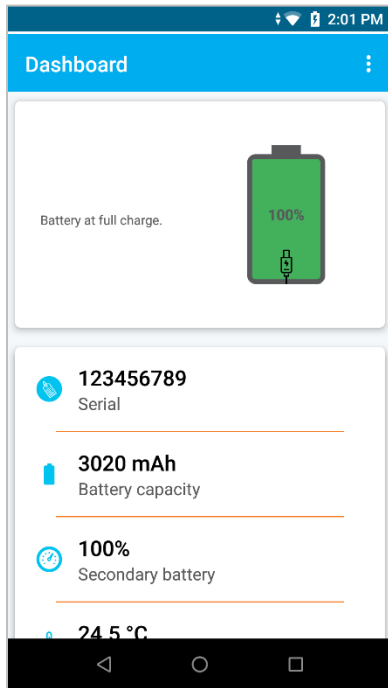 2:01 PM
Dashboard
Battery at full charge.
100%
123456789
Serial
3020 mAh
Battery capacity
100%
Secondary battery
24.5 °C